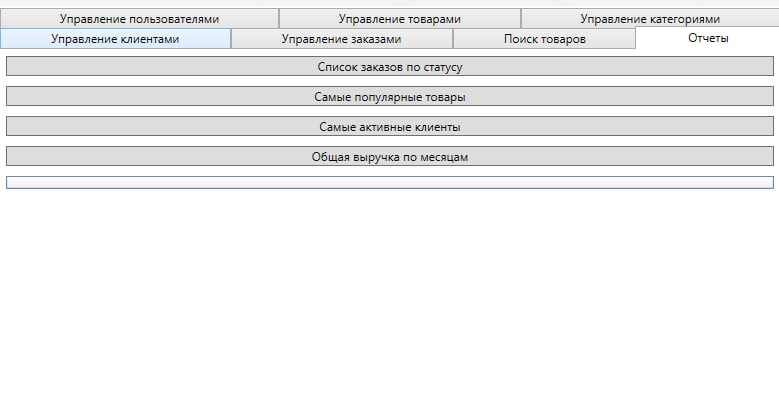 Управление пользователями
Управление товарами
Управление категориями
Управление клиентами
Управление заказами
Поиск товаров
Отчеты
Список заказов по статусу
Самые популярные товары
Самые активные клиенты
Общая выручка по месяцам